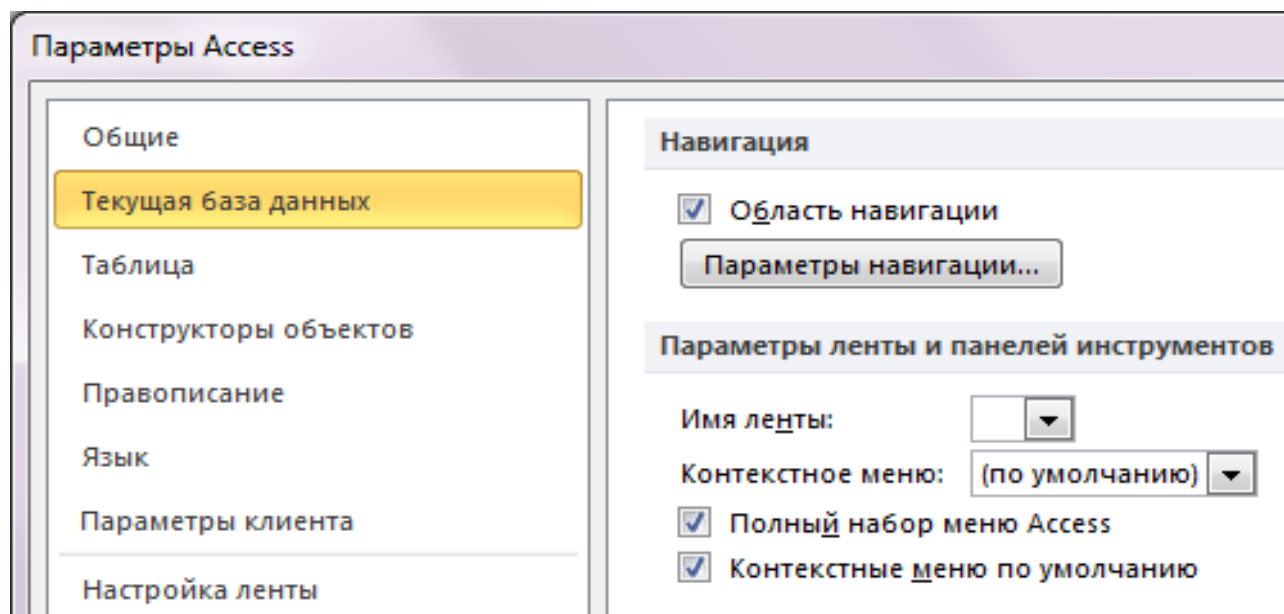 Параметры Access
Общие
Текущая база данных
Таблица
Конструкторы объектов
Правописание
Язык
Параметры клиента
Настройка ленты
Навигация
Область навигации
Параметры навигации...
Параметры ленты и панелей инструментов
Имя ленты:
Контекстное меню: (по умолчанию)
Полный набор меню Access
Контекстные меню по умолчанию